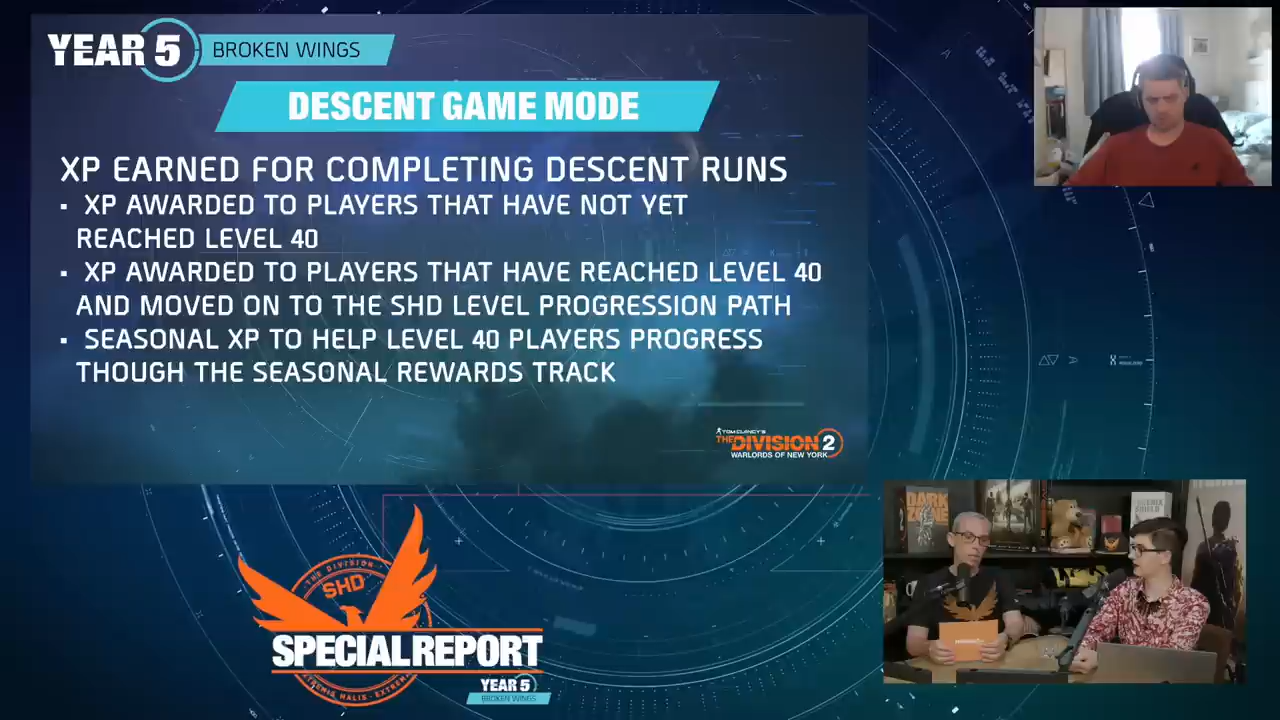 YEAR 5 BROKEN WINGS
DESCENT GAME MODE
XP EARNED FOR COMPLETING DESCENT RUNS
▪ XP AWARDED TO PLAYERS THAT HAVE NOT YET
REACHED LEVEL 40
▪ XP AWARDED TO PLAYERS THAT HAVE REACHED LEVEL 40
AND MOVED ON TO THE SHD LEVEL PROGRESSION PATH
▪ SEASONAL XP TO HELP LEVEL 40 PLAYERS PROGRESS
THOUGH THE SEASONAL REWARDS TRACK
TOM CLANCY'S
THE DIVISION 2
WARLORDS OF NEW YORK
THE DIVISION
SHD
SPECIAL REPORT
YEAR 5
BROKEN WINGS
DARK
ZONE